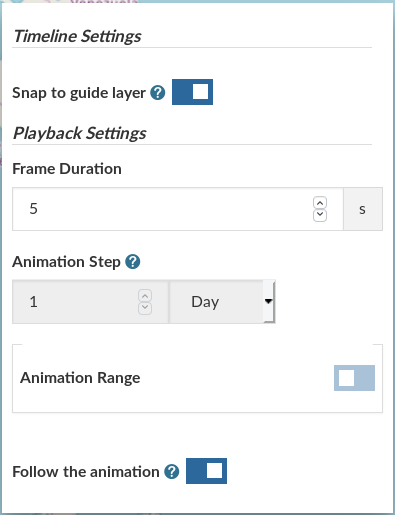 Timeline Settings
Snap to guide layer ?
Playback Settings
Frame Duration
5 s
Animation Step ?
1 Day
Animation Range
Follow the animation ?